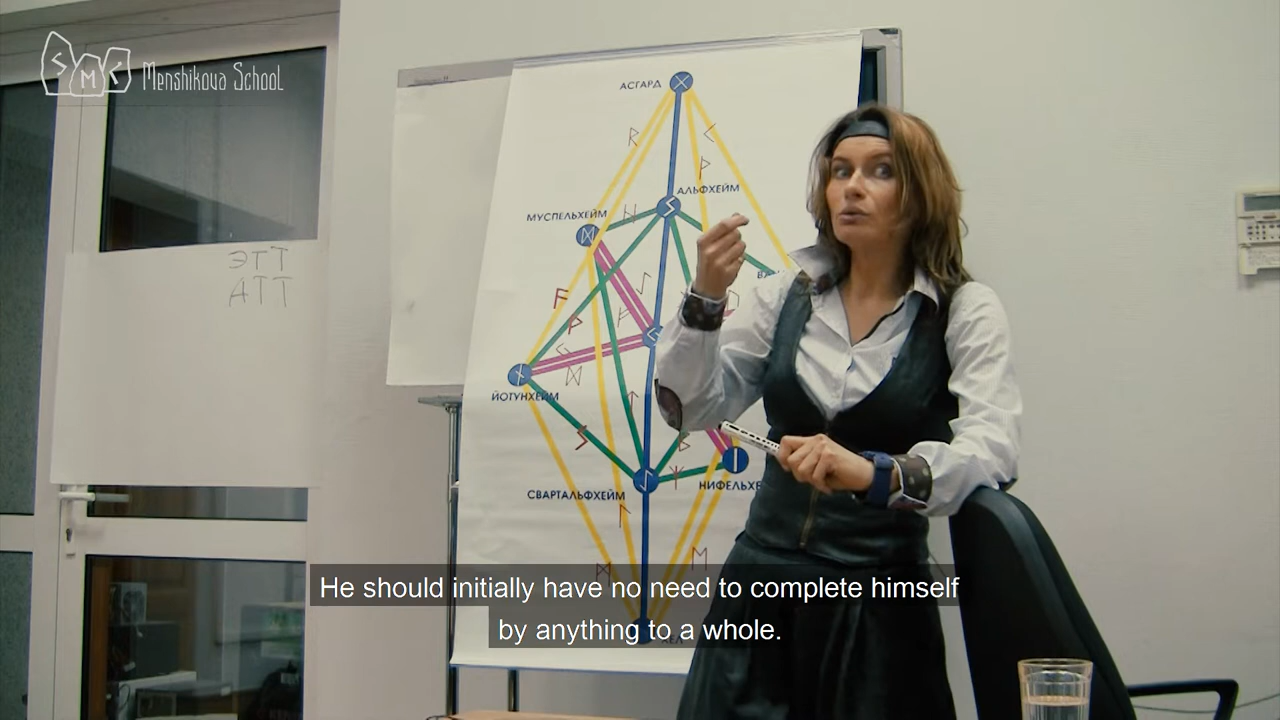 SMK Menshikova School
АСГАРД
АЛЬФХЕЙМ
МУСПЕЛЬХЕЙМ
ЭТТ
АТТ
ЙОТУНХЕЙМ
СВАРТАЛЬФХЕЙМ
He should initially have no need to complete himself
by anything to a whole.